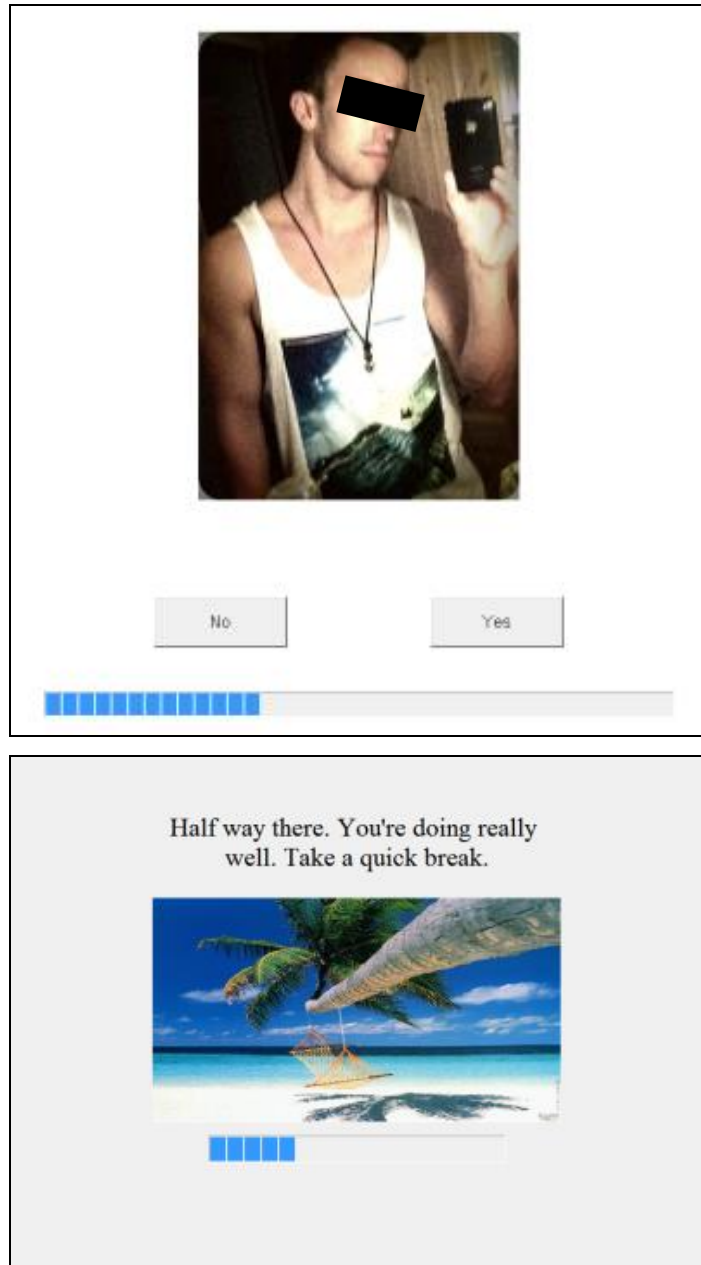 No
Yes
Half way there. You're doing really
well. Take a quick break.